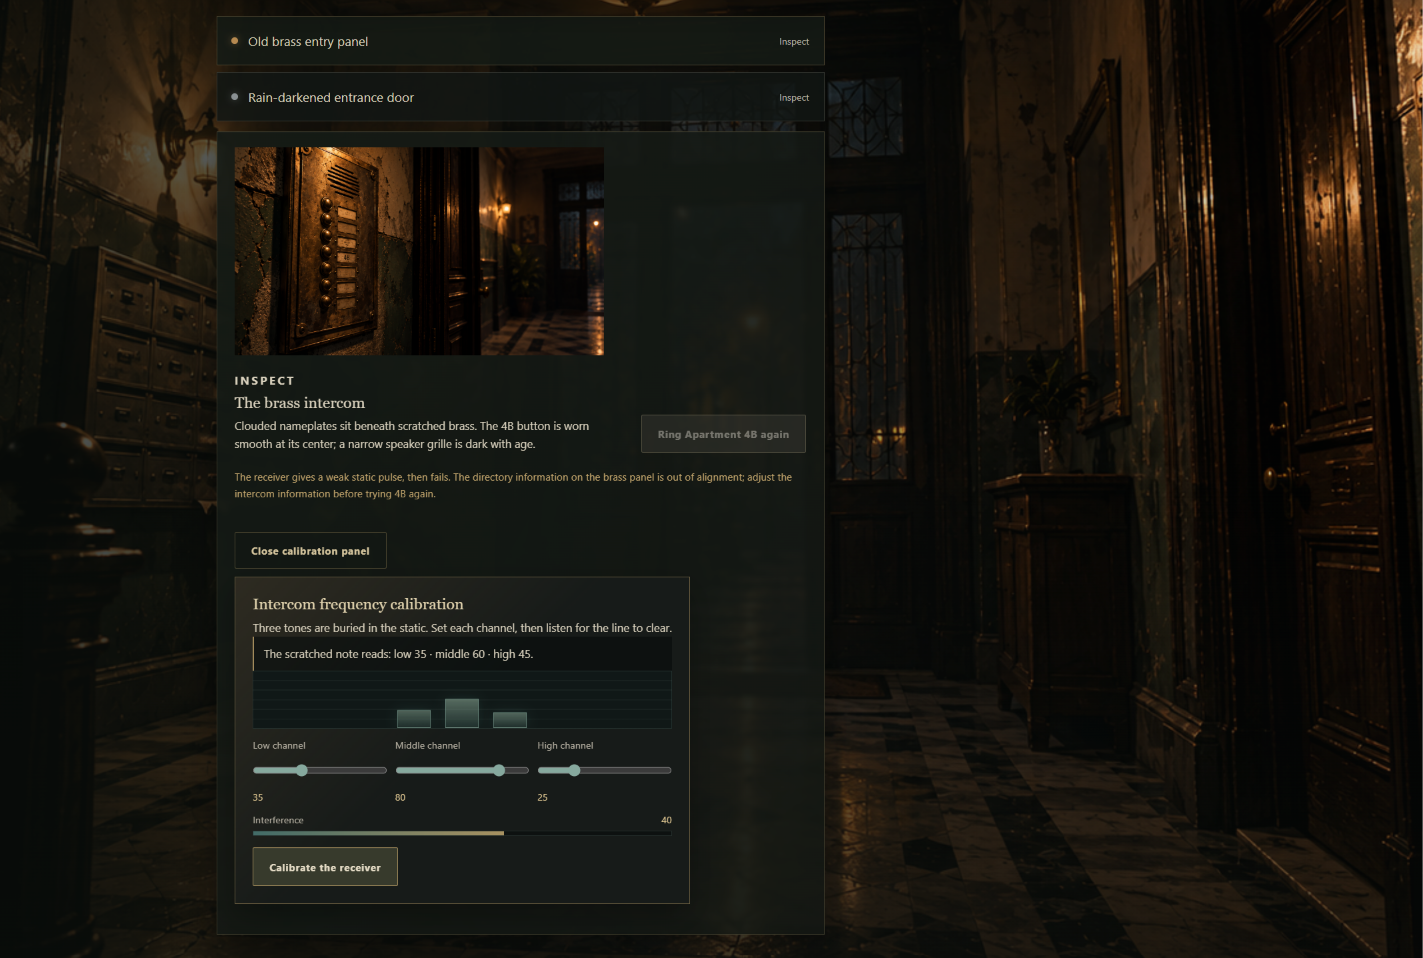 Old brass entry panel
Inspect
Rain-darkened entrance door
Inspect
INSPECT
The brass intercom
Clouded nameplates sit beneath scratched brass. The 4B button is worn
smooth at its center; a narrow speaker grille is dark with age.
Ring Apartment 4B again
The receiver gives a weak static pulse, then fails. The directory information on the brass panel is out of alignment; adjust the
intercom information before trying 4B again.
Close calibration panel
Intercom frequency calibration
Three tones are buried in the static. Set each channel, then listen for the line to clear.
The scratched note reads: low 35 · middle 60 · high 45.
Low channel
Middle channel
High channel
35
80
25
Interference
40
Calibrate the receiver